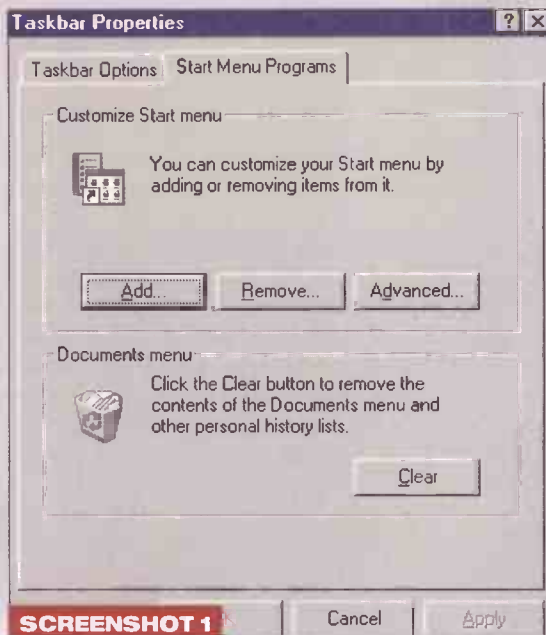 Taskbar Properties
Taskbar Options
Start Menu Programs
Customize Start menu
You can customize your Start menu by
adding or removing items from it.
Add...
Remove...
Advanced...
Documents menu
Click the Clear button to remove the
contents of the Documents menu and
other personal history lists.
Clear
SCREENSHOT 1
Cancel
Apply